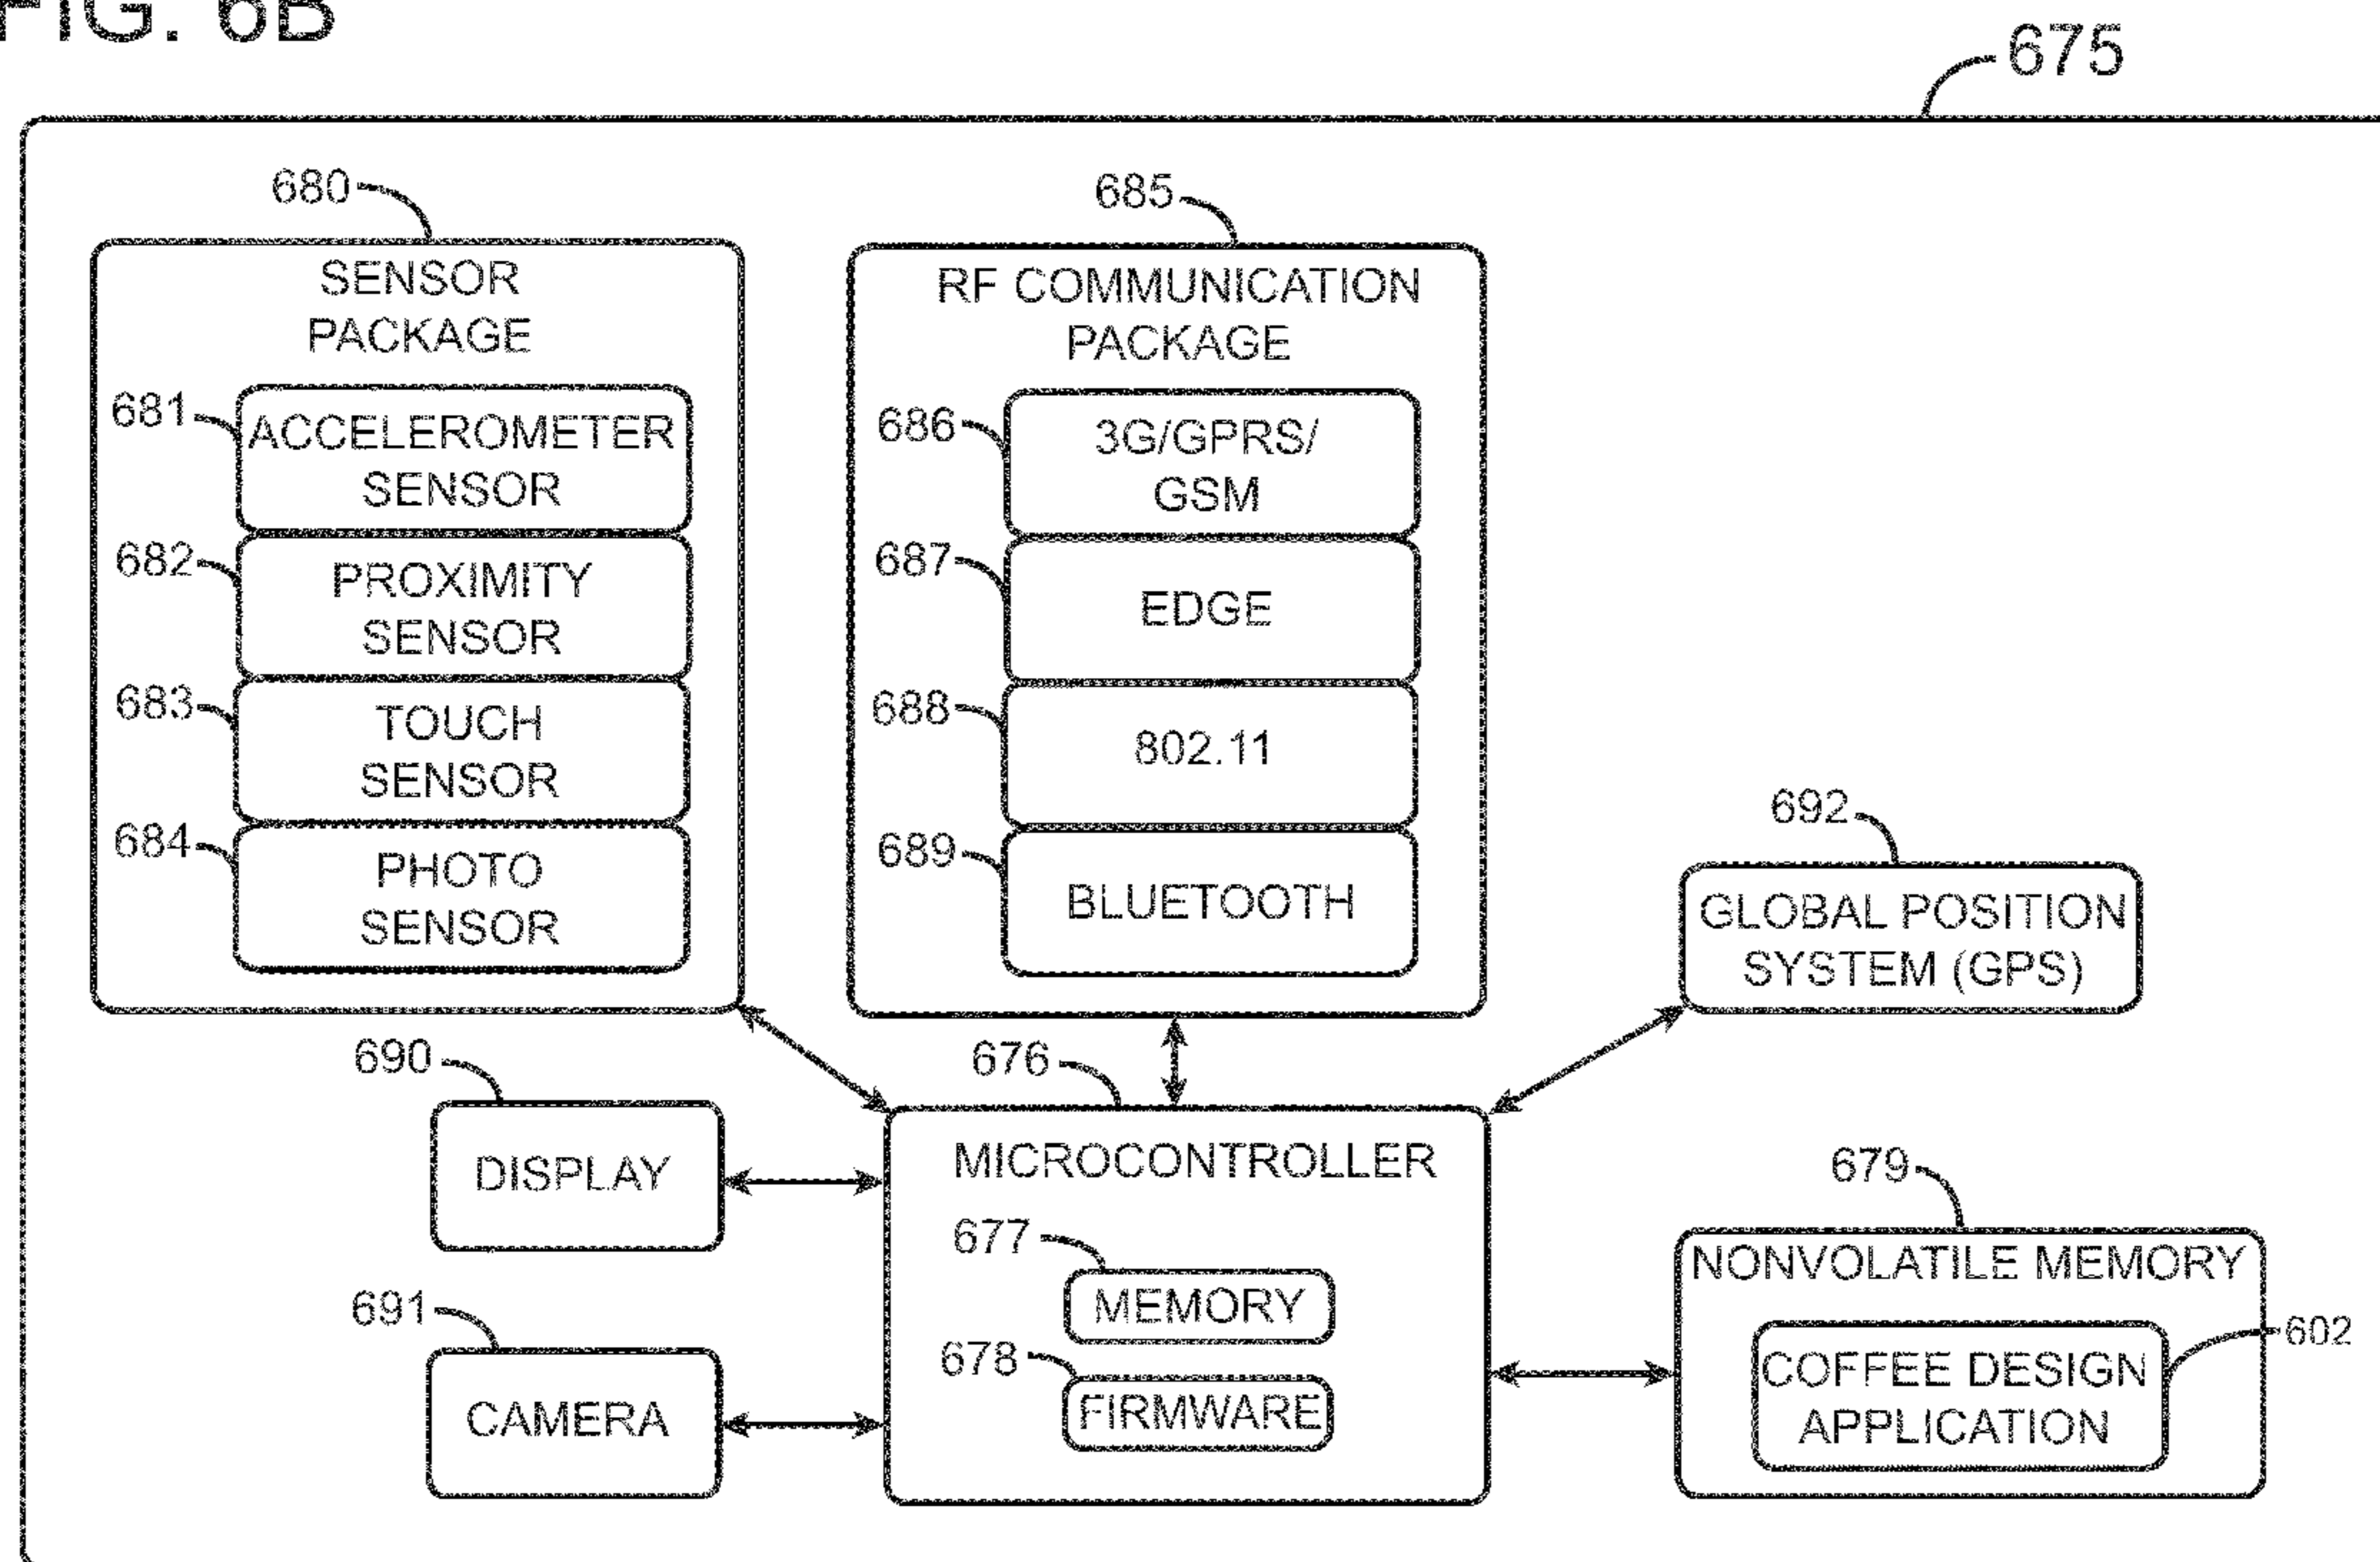 FIG. 6B
675
680
SENSOR
PACKAGE
681
ACCELEROMETER
SENSOR
682
PROXIMITY
SENSOR
683
TOUCH
SENSOR
684
PHOTO
SENSOR
685
RF COMMUNICATION
PACKAGE
686
3G/GPRS/
GSM
687
EDGE
688
802.11
689
BLUETOOTH
692
GLOBAL POSITION
SYSTEM (GPS)
690
DISPLAY
676
MICROCONTROLLER
677
MEMORY
678
FIRMWARE
691
CAMERA
679
NONVOLATILE MEMORY
602
COFFEE DESIGN
APPLICATION